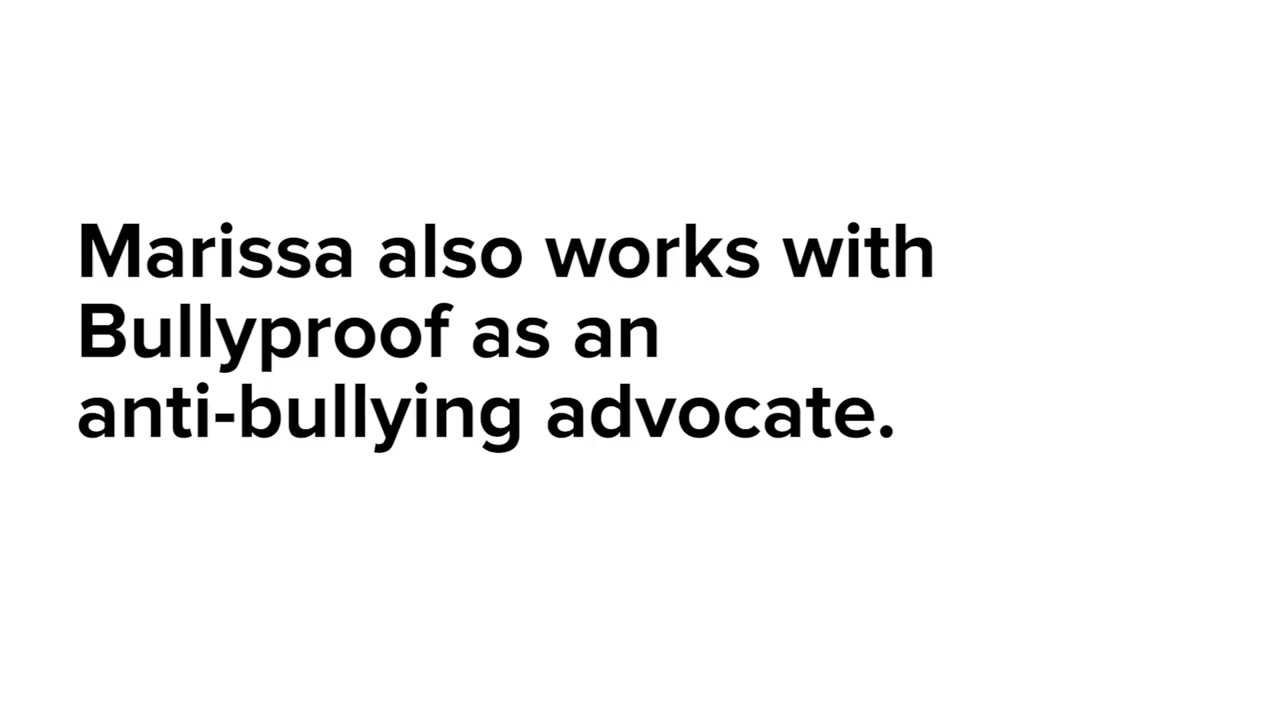 Marissa also works with
Bullyproof as an
anti-bullying advocate.